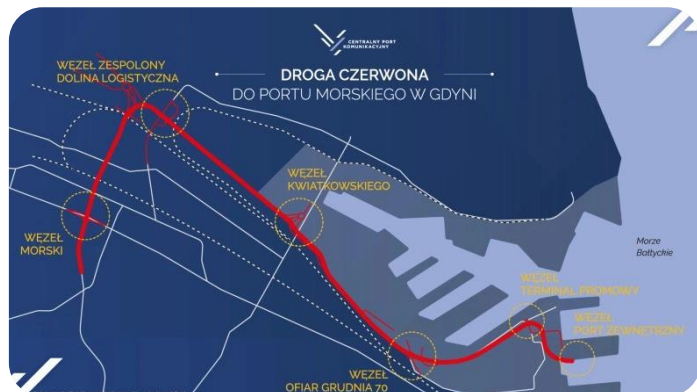 CENTRALNY PORT
KOMUNIKACYJNY
DROGA CZERWONA
DO PORTU MORSKIEGO W GDYNI
WĘZEŁ ZESPOLONY
DOLINA LOGISTYCZNA
WĘZEŁ
KWIATKOWSKIEGO
WĘZEŁ
MORSKI
Morze
Bałtyckie
WĘZEŁ
TERMINAL PROMOWY
WĘZEŁ
PORT ZEWNĘTRZNY
WĘZEŁ
OFIAR GRUDNIA 70